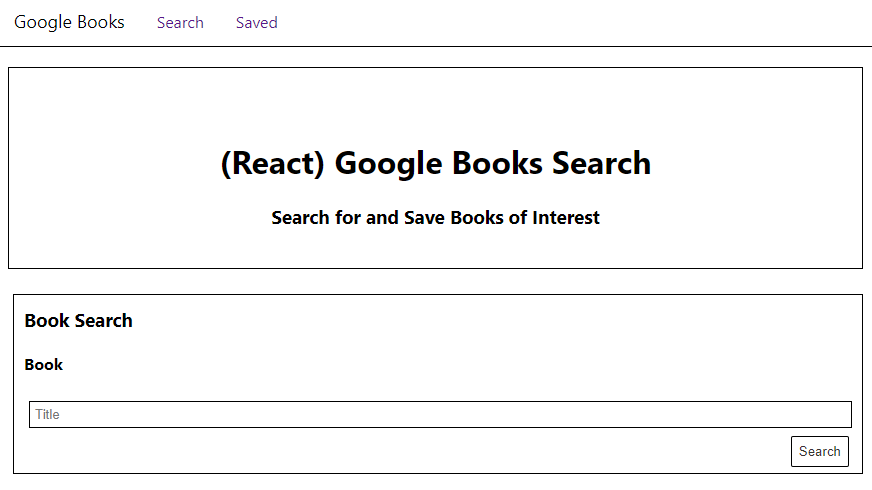 Google Books Search Saved
(React) Google Books Search
Search for and Save Books of Interest
Book Search
Book
Title
Search